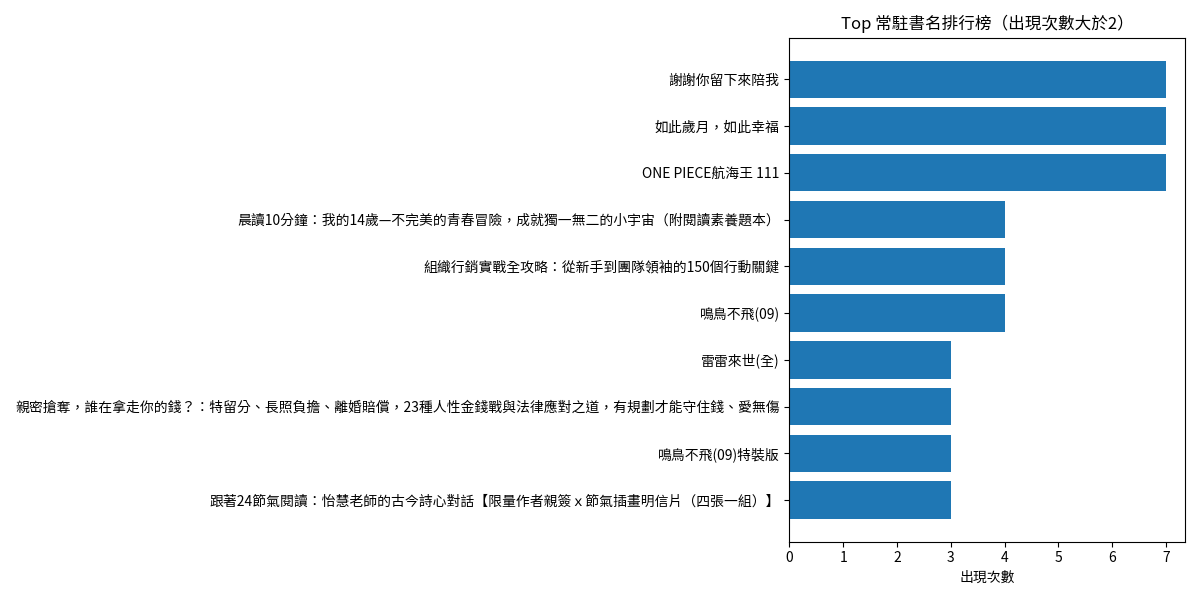 Top 常駐書名排行榜（出現次數大於2）
謝謝你留下來陪我
如此歲月，如此幸福
ONE PIECE航海王 111
晨讀10分鐘：我的14歲—不完美的青春冒險，成就獨一無二的小宇宙（附閱讀素養題本）
組織行銷實戰全攻略：從新手到團隊領袖的150個行動關鍵
鳴鳥不飛(09)
雷雷來世(全)
親密搶奪，誰在拿走你的錢？：特留分、長照負擔、離婚賠償，23種人性金錢戰與法律應對之道，有規劃才能守住錢、愛無傷
鳴鳥不飛(09)特裝版
跟著24節氣閱讀：怡慧老師的古今詩心對話【限量作者親簽 x 節氣插畫明信片（四張一組）】
0 1 2 3 4 5 6 7
出現次數